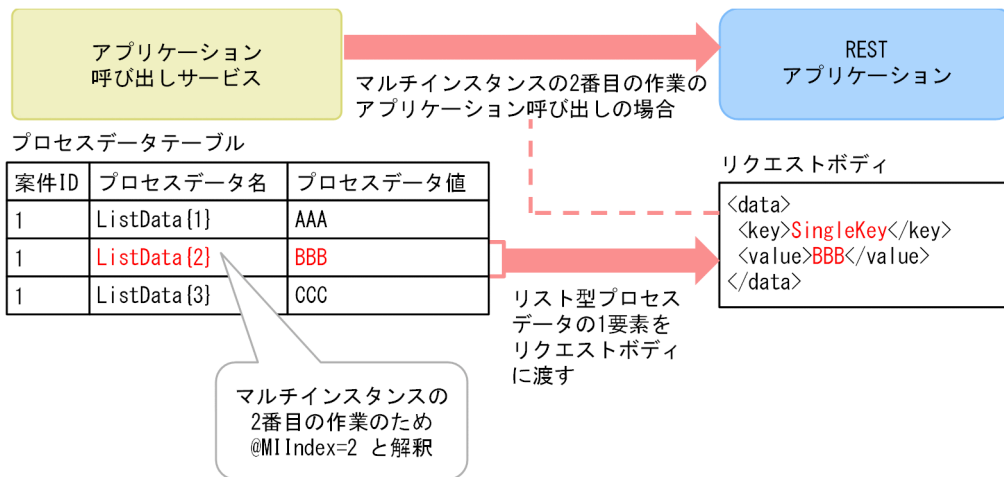 アプリケーション
呼び出しサービス
REST
アプリケーション
マルチインスタンスの2番目の作業の
アプリケーション呼び出しの場合
プロセスデータテーブル
案件ID プロセスデータ名 プロセスデータ値
1 ListData{1} AAA
1 ListData{2} BBB
1 ListData{3} CCC
リクエストボディ
<data>
<key>SingleKey</key>
<value>BBB</value>
</data>
リスト型プロセス
データの1要素を
リクエストボディ
に渡す
マルチインスタンスの
2番目の作業のため
@MIIndex=2 と解釈